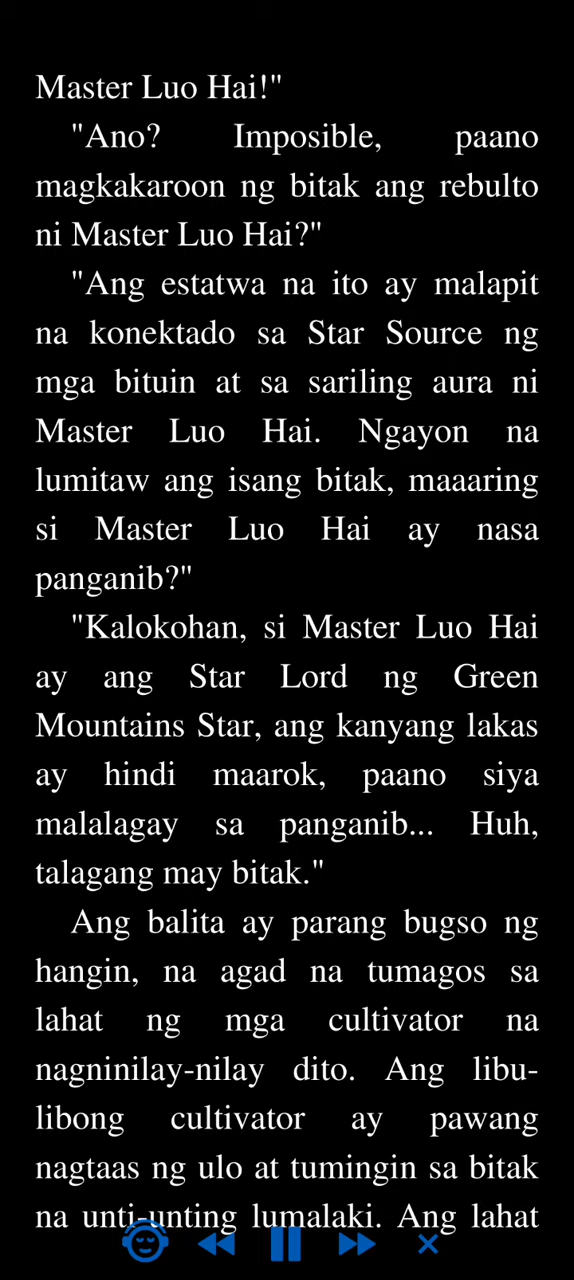 Master Luo Hai!"
"Ano? Imposible, paano
magkakaroon ng bitak ang rebulto
ni Master Luo Hai?"
"Ang estatwa na ito ay malapit
na konektado sa Star Source ng
mga bituin at sa sariling aura ni
Master Luo Hai. Ngayon na
lumitaw ang isang bitak, maaaring
si Master Luo Hai ay nasa
panganib?"
"Kalokohan, si Master Luo Hai
ay ang Star Lord ng Green
Mountains Star, ang kanyang lakas
ay hindi maarok, paano siya
malalagay sa panganib... Huh,
talagang may bitak."
Ang balita ay parang bugso ng
hangin, na agad na tumagos sa
lahat ng mga cultivator na
nagninilay-nilay dito. Ang libu-
libong cultivator ay pawang
nagtaas ng ulo at tumingin sa bitak
na unti-unting lumalaki. Ang lahat